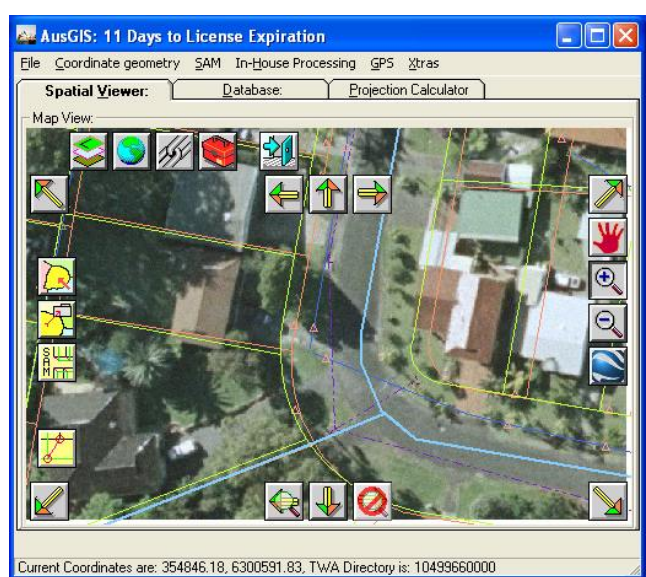 AusGIS: 11 Days to License Expiration
File Coordinate geometry SAM In-House Processing GPS Xtras
Spatial Viewer: Database: Projection Calculator
Map View:
SAM
Current Coordinates are: 354846.18, 6300591.83, TWA Directory is: 10499660000